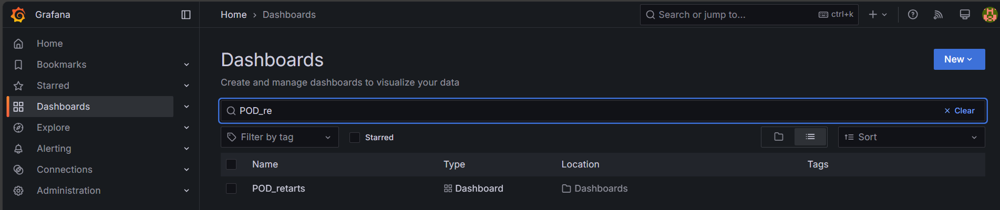 Grafana
Home > Dashboards
Search or jump to...
ctrl+k
Home
Bookmarks
Starred
Dashboards
Explore
Alerting
Connections
Administration
Dashboards
New
Create and manage dashboards to visualize your data
POD_re
Clear
Filter by tag
Starred
Sort
Name Type Location Tags
POD_retarts Dashboard Dashboards